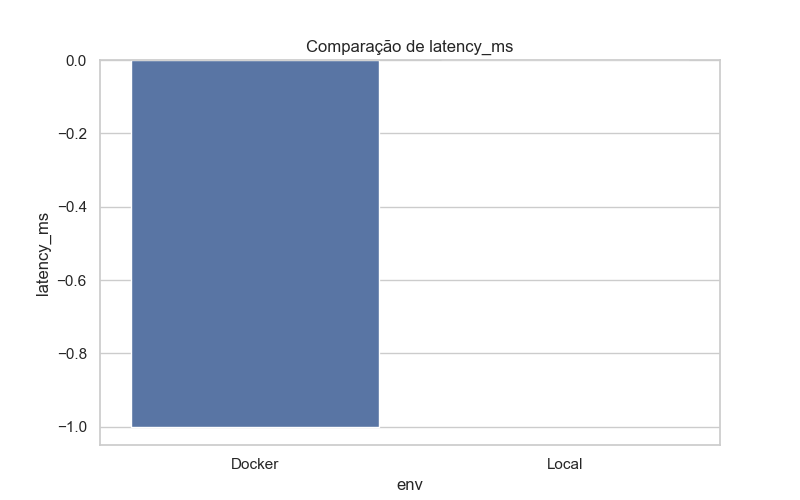 Comparação de latency_ms
0.0
−0.2
−0.4
−0.6
−0.8
−1.0
latency_ms
Docker
Local
env